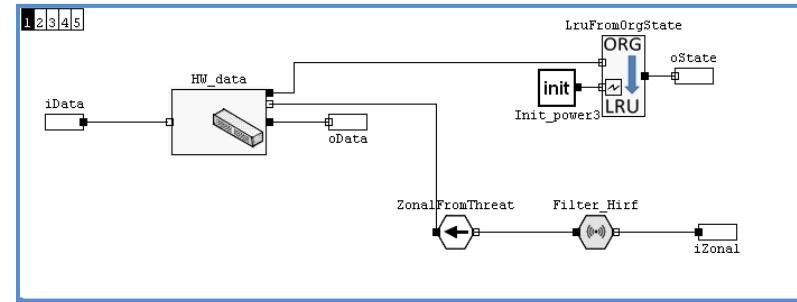 1 2 3 4 5
LruFromOrgState
ORG
oState
HW_data
init
iData
LRU
Init_power3
oData
ZonalFromThreat
Filter_Hirf
iZonal